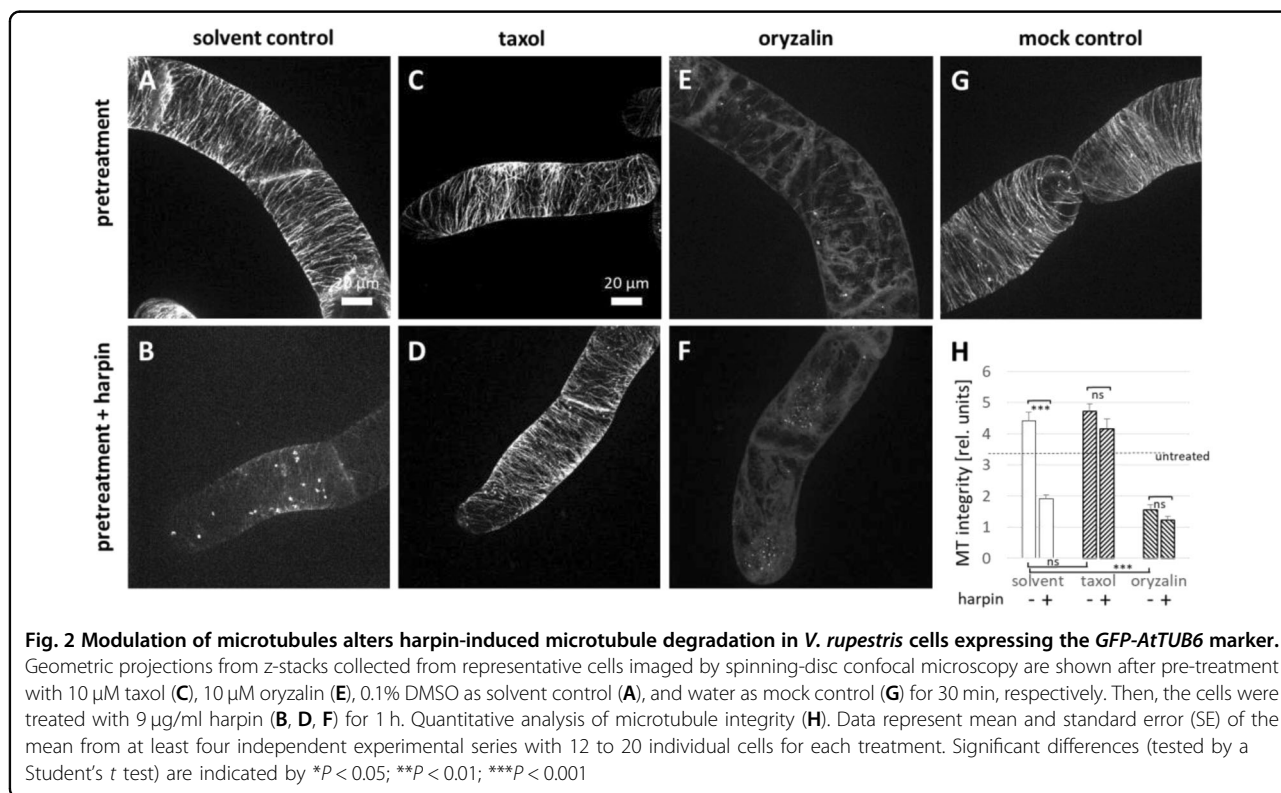 solvent control
taxol
oryzalin
mock control
pretreatment
A
20 µm
C
20 µm
E
G
pretreatment + harpin
B
D
F
H
MT integrity [rel. units]
6
5
4
3
2
1
0
***
ns
untreated
ns
ns
***
solvent taxol oryzalin
harpin - + - + - +
Fig. 2 Modulation of microtubules alters harpin-induced microtubule degradation in V. rupestris cells expressing the GFP-AtTUB6 marker.
Geometric projections from z-stacks collected from representative cells imaged by spinning-disc confocal microscopy are shown after pre-treatment
with 10 µM taxol (C), 10 µM oryzalin (E), 0.1% DMSO as solvent control (A), and water as mock control (G) for 30 min, respectively. Then, the cells were
treated with 9 µg/ml harpin (B, D, F) for 1 h. Quantitative analysis of microtubule integrity (H). Data represent mean and standard error (SE) of the
mean from at least four independent experimental series with 12 to 20 individual cells for each treatment. Significant differences (tested by a
Student's t test) are indicated by *P < 0.05; **P < 0.01; ***P < 0.001